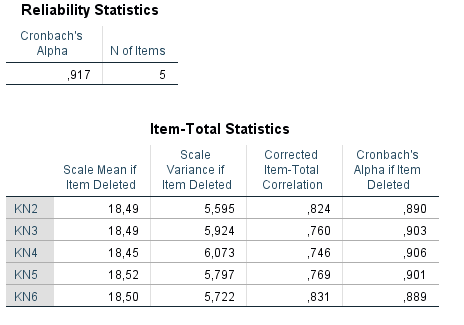 Reliability Statistics
Cronbach's
Alpha N of Items
,917 5
Item-Total Statistics
Scale Corrected Cronbach's
Scale Mean if Variance if Item-Total Alpha if Item
Item Deleted Item Deleted Correlation Deleted
KN2 18,49 5,595 ,824 ,890
KN3 18,49 5,924 ,760 ,903
KN4 18,45 6,073 ,746 ,906
KN5 18,52 5,797 ,769 ,901
KN6 18,50 5,722 ,831 ,889